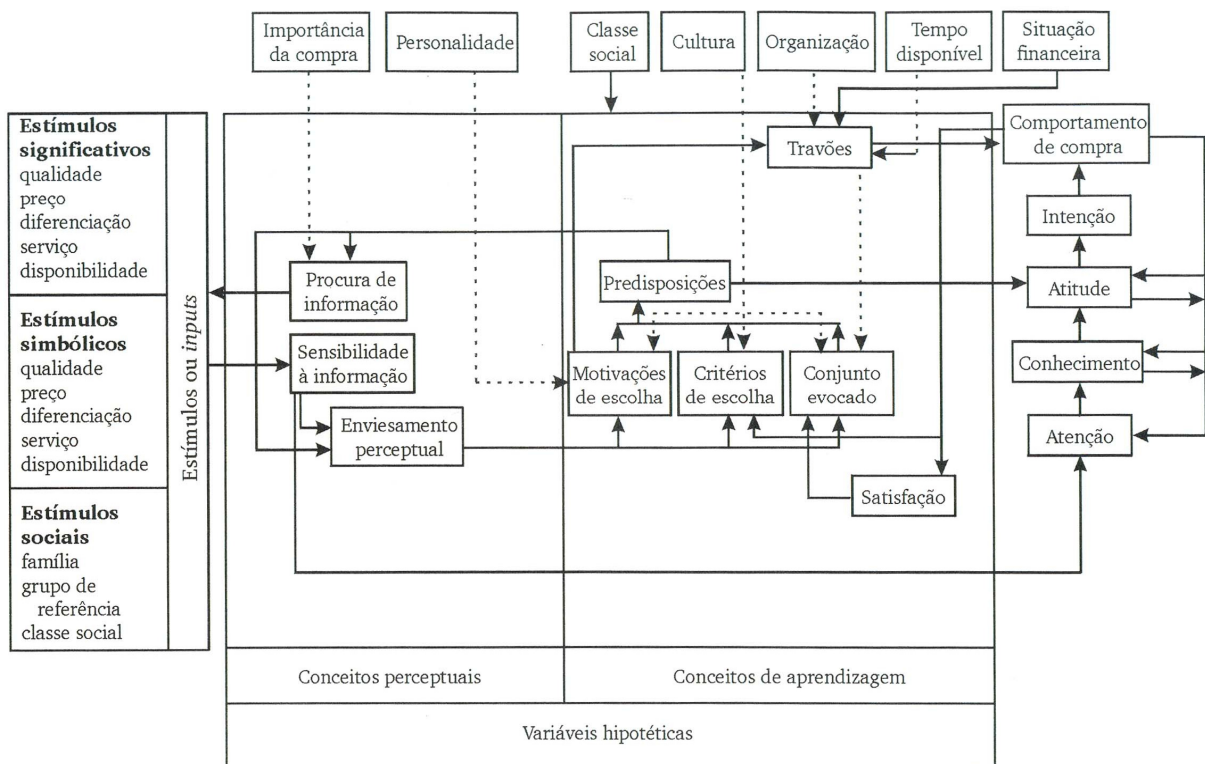 Importância
da compra
Personalidade
Classe
social
Cultura
Organização
Tempo
disponível
Situação
financeira
Estímulos
significativos
qualidade
preço
diferenciação
serviço
disponibilidade
Estímulos
simbólicos
qualidade
preço
diferenciação
serviço
disponibilidade
Estímulos
sociais
família
grupo de
referência
classe social
Estímulos ou inputs
Procura de
informação
Sensibilidade
à informação
Enviesamento
perceptual
Travões
Predisposições
Motivações
de escolha
Critérios
de escolha
Conjunto
evocado
Satisfação
Comportamento
de compra
Intenção
Atitude
Conhecimento
Atenção
Conceitos perceptuais
Conceitos de aprendizagem
Variáveis hipotéticas